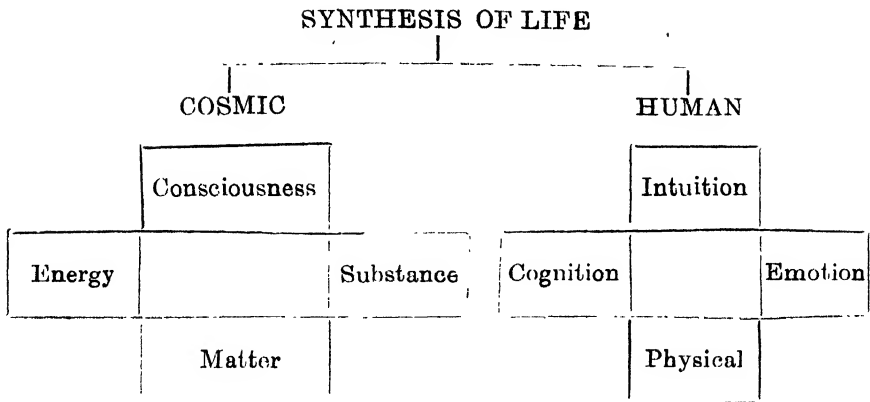 SYNTHESIS OF LIFE
COSMIC HUMAN
Consciousness Intuition
Energy Substance Cognition Emotion
Matter Physical